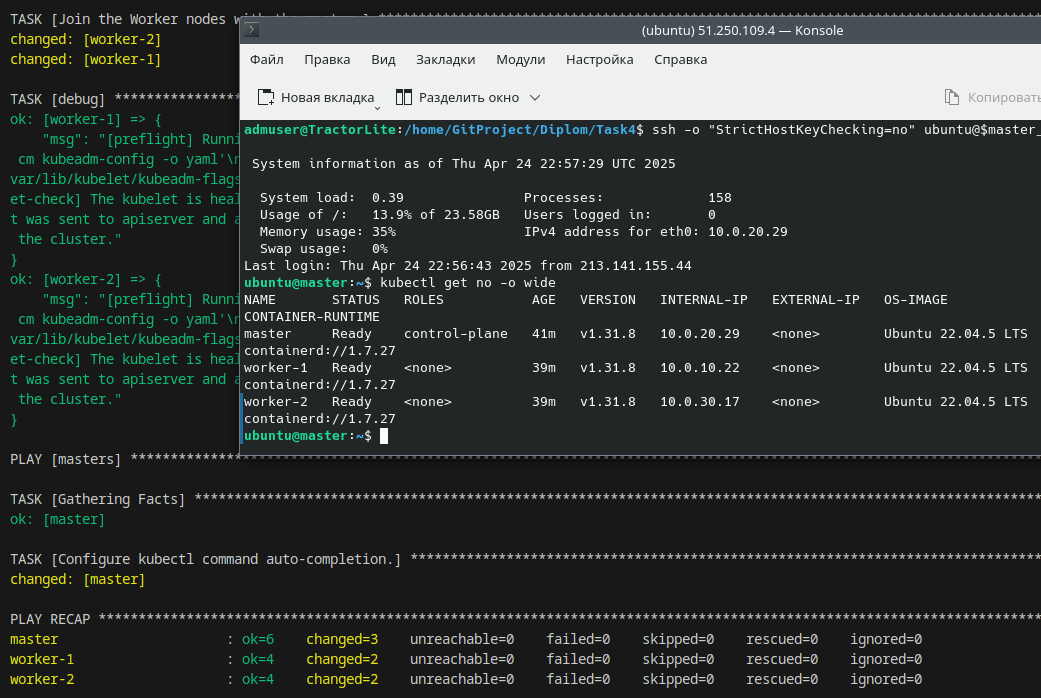 TASK [Join the Worker nodes
changed: [worker-2]
changed: [worker-1]
TASK [debug] ****************
ok: [worker-1] => {
"msg": "[preflight] Runni
cm kubeadm-config -o yaml'\n
var/lib/kubelet/kubeadm-flags
et-check] The kubelet is heal
t was sent to apiserver and a
the cluster."
}
ok: [worker-2] => {
"msg": "[preflight] Runni
cm kubeadm-config -o yaml'\n
var/lib/kubelet/kubeadm-flags
et-check] The kubelet is heal
t was sent to apiserver and a
the cluster."
}
(ubuntu) 51.250.109.4 — Konsole
Файл Правка Вид Закладки Модули Настройка Справка
Новая вкладка Разделить окно Копировать
admuser@TractorLite:/home/GitProject/Diplom/Task4$ ssh -o "StrictHostKeyChecking=no" ubuntu@$master_
System information as of Thu Apr 24 22:57:29 UTC 2025
System load: 0.39 Processes: 158
Usage of /: 13.9% of 23.58GB Users logged in: 0
Memory usage: 35% IPv4 address for eth0: 10.0.20.29
Swap usage: 0%
Last login: Thu Apr 24 22:56:43 2025 from 213.141.155.44
ubuntu@master:~$ kubectl get no -o wide
NAME STATUS ROLES AGE VERSION INTERNAL-IP EXTERNAL-IP OS-IMAGE
CONTAINER-RUNTIME
master Ready control-plane 41m v1.31.8 10.0.20.29 <none> Ubuntu 22.04.5 LTS
containerd://1.7.27
worker-1 Ready <none> 39m v1.31.8 10.0.10.22 <none> Ubuntu 22.04.5 LTS
containerd://1.7.27
worker-2 Ready <none> 39m v1.31.8 10.0.30.17 <none> Ubuntu 22.04.5 LTS
containerd://1.7.27
ubuntu@master:~$
PLAY [masters] ****************
TASK [Gathering Facts] ****************
ok: [master]
TASK [Configure kubectl command auto-completion.] ****************
changed: [master]
PLAY RECAP ****************
master : ok=6 changed=3 unreachable=0 failed=0 skipped=0 rescued=0 ignored=0
worker-1 : ok=4 changed=2 unreachable=0 failed=0 skipped=0 rescued=0 ignored=0
worker-2 : ok=4 changed=2 unreachable=0 failed=0 skipped=0 rescued=0 ignored=0